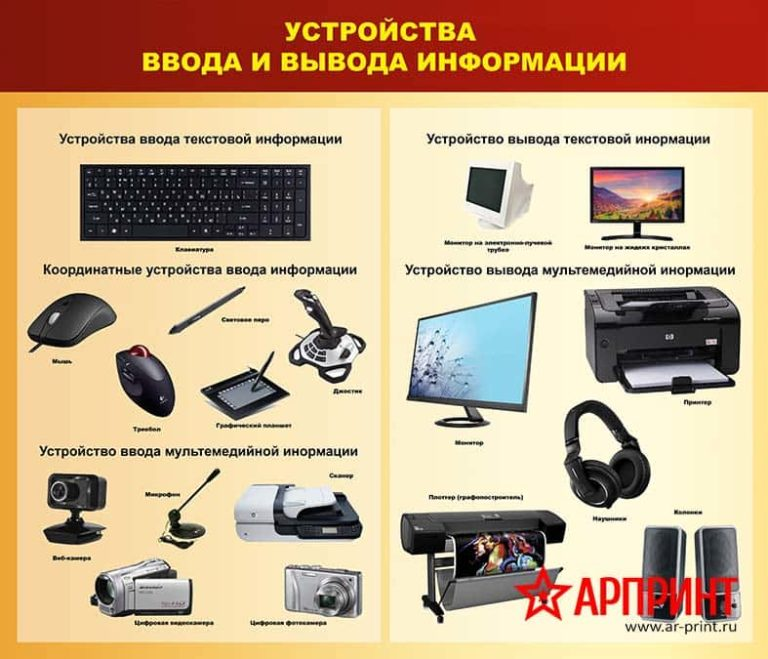 УСТРОЙСТВА
ВВОДА И ВЫВОДА ИНФОРМАЦИИ
Устройства ввода текстовой информации
Клавиатура
Координатные устройства ввода информации
Мышь
Световое перо
Джостик
Трекбол
Графический планшет
Устройство ввода мультемедийной инормации
Веб-камера
Микрофон
Сканер
Цифровая видеокамера
Цифровая фотокамера
Устройство вывода текстовой инормации
Монитор на электронно-лучевой
трубке
Монитор на жидких кристаллах
Устройство вывода мультемедийной инормации
Монитор
hp
Принтер
Наушники
Плоттер (графопостроитель)
Колонки
АРПРИНТ
www.ar-print.ru